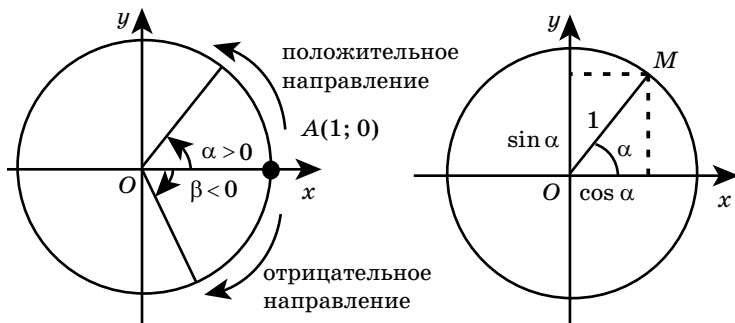 y
положительное
направление
A(1; 0)
α > 0
O
β < 0
x
отрицательное
направление
y
M
1
sin α
α
O
cos α
x